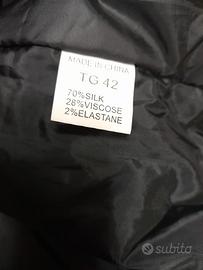 MADE IN CHINA
TG 42
70%SILK
28%VISCOSE
2%ELASTANE
subito